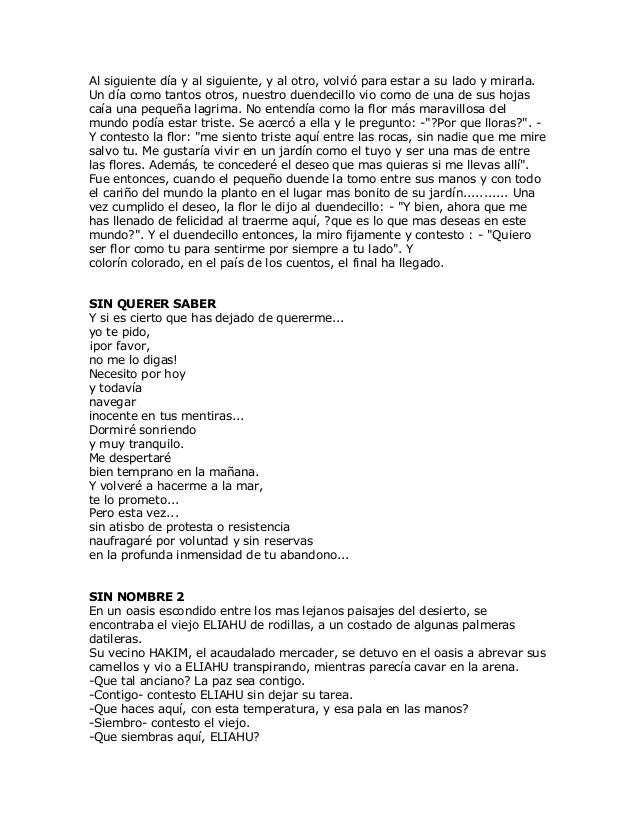 Al siguiente día y al siguiente, y al otro, volvió para estar a su lado y mirarla.
Un día como tantos otros, nuestro duendecillo vio como de una de sus hojas
caía una pequeña lagrima. No entendía como la flor más maravillosa del
mundo podía estar triste. Se acercó a ella y le pregunto: -"?Por que lloras?". -
Y contesto la flor: "me siento triste aquí entre las rocas, sin nadie que me mire
salvo tu. Me gustaría vivir en un jardín como el tuyo y ser una mas de entre
las flores. Además, te concederé el deseo que mas quieras si me llevas allí".
Fue entonces, cuando el pequeño duende la tomo entre sus manos y con todo
el cariño del mundo la planto en el lugar mas bonito de su jardín........... Una
vez cumplido el deseo, la flor le dijo al duendecillo: - "Y bien, ahora que me
has llenado de felicidad al traerme aquí, ?que es lo que mas deseas en este
mundo?". Y el duendecillo entonces, la miro fijamente y contesto : - "Quiero
ser flor como tu para sentirme por siempre a tu lado". Y
colorín colorado, en el país de los cuentos, el final ha llegado.
SIN QUERER SABER
Y si es cierto que has dejado de quererme...
yo te pido,
¡por favor,
no me lo digas!
Necesito por hoy
y todavía
navegar
inocente en tus mentiras...
Dormiré sonriendo
y muy tranquilo.
Me despertaré
bien temprano en la mañana.
Y volveré a hacerme a la mar,
te lo prometo...
Pero esta vez...
sin atisbo de protesta o resistencia
naufragaré por voluntad y sin reservas
en la profunda inmensidad de tu abandono...
SIN NOMBRE 2
En un oasis escondido entre los mas lejanos paisajes del desierto, se
encontraba el viejo ELIAHU de rodillas, a un costado de algunas palmeras
datileras.
Su vecino HAKIM, el acaudalado mercader, se detuvo en el oasis a abrevar sus
camellos y vio a ELIAHU transpirando, mientras parecía cavar en la arena.
-Que tal anciano? La paz sea contigo.
-Contigo- contesto ELIAHU sin dejar su tarea.
-Que haces aquí, con esta temperatura, y esa pala en las manos?
-Siembro- contesto el viejo.
-Que siembras aquí, ELIAHU?